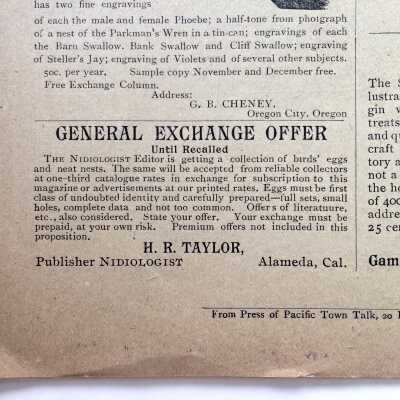 has two fine engravings
of each the male and female Phoebe; a half-tone from photgraph
of a nest of the Parkman's Wren in a tin-can; engravings of each
the Barn Swallow. Bank Swallow and Cliff Swallow; engraving
of Steller's Jay; engraving of Violets and of several other subjects.
50c. per year. Sample copy November and December free.
Free Exchange Column.
Address:
G. B. CHENEY,
Oregon City. Oregon
GENERAL EXCHANGE OFFER
Until Recalled
THE NIDIOLOGIST Editor is getting a collection of burds' eggs
and neat nests. The same will be accepted from reliable collectors
at one-third catalogue rates in exchange for subscription to this
magazine or advertisements at our printed rates. Eggs must be first
class of undoubted identity and carefully prepared—full sets, small
holes, complete data and not too common. Offers of literature,
etc., also considered. State your offer. Your exchange must be
prepaid, at your own risk. Premium offers not included in this
proposition.
H. R. TAYLOR,
Publisher NIDIOLOGIST Alameda, Cal.
The S
lustra
gin w
treats
and qu
craft
tory a
not a
the ho
of 400
addre
25 cen
Gam
From Press of Pacific Town Talk, 20